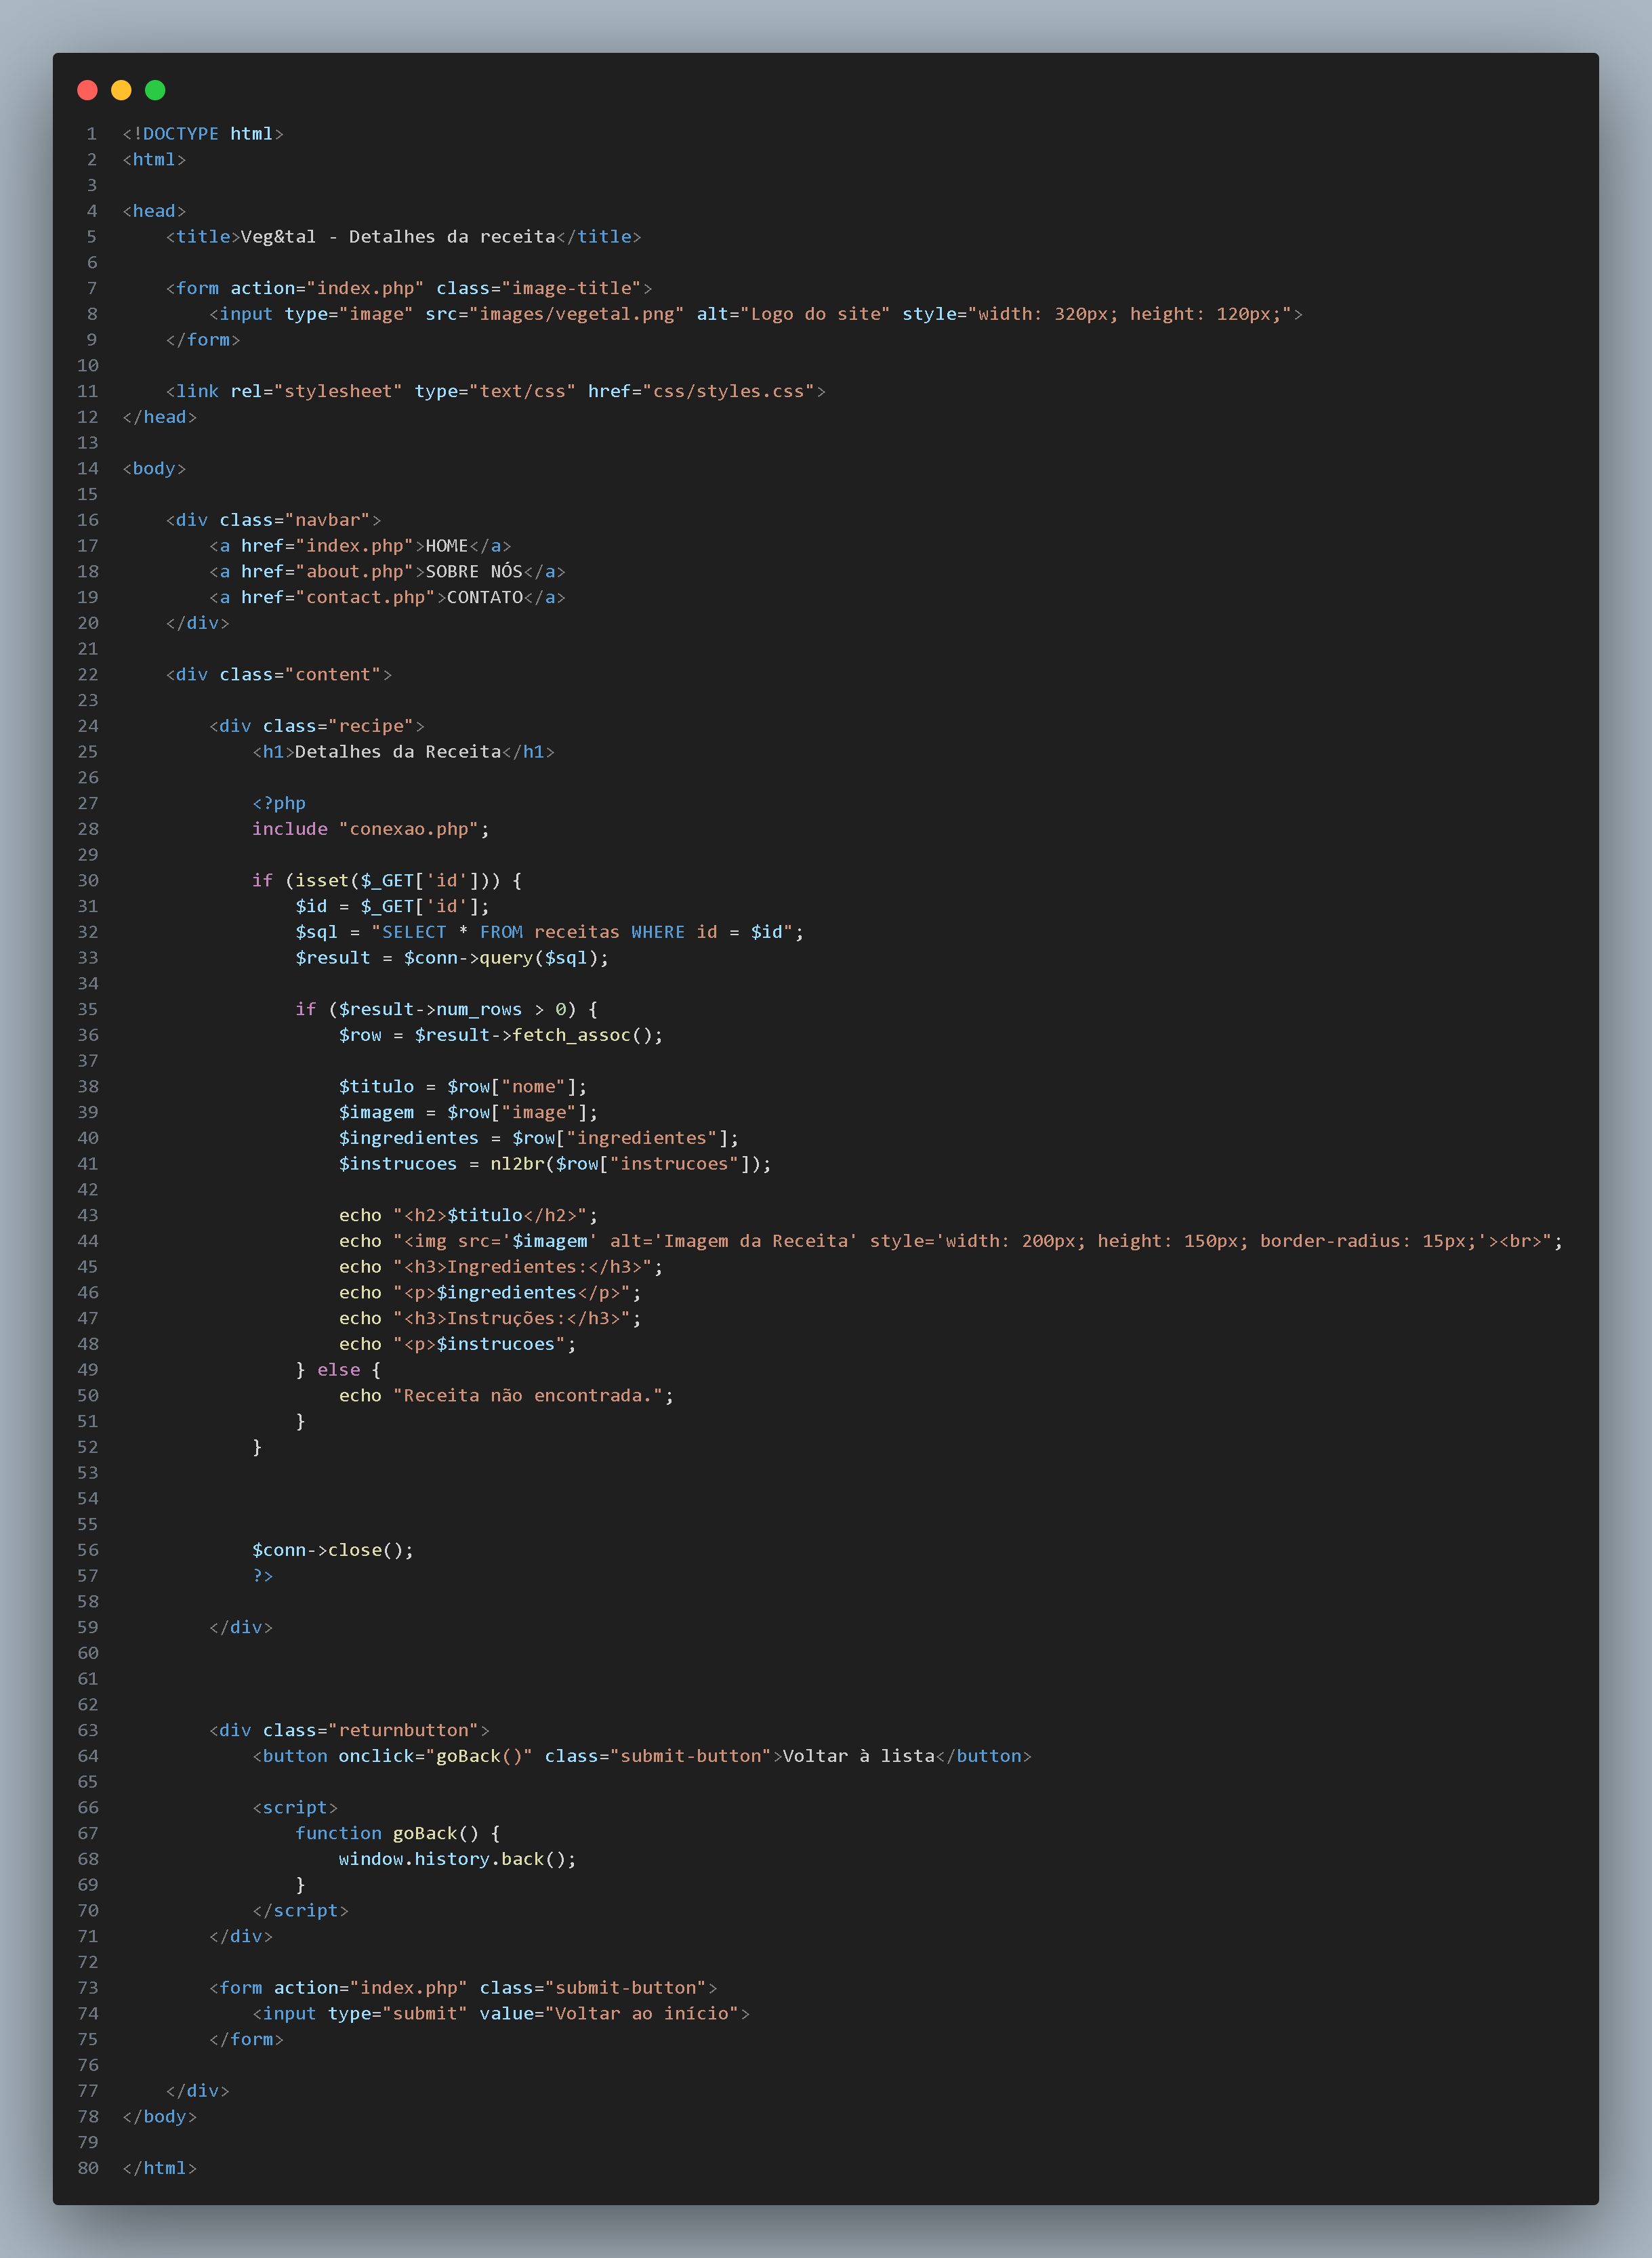 1 <!DOCTYPE html>
2 <html>
3
4 <head>
5     <title>Veg&tal - Detalhes da receita</title>
6
7     <form action="index.php" class="image-title">
8         <input type="image" src="images/vegetal.png" alt="Logo do site" style="width: 320px; height: 120px;">
9     </form>
10
11     <link rel="stylesheet" type="text/css" href="css/styles.css">
12 </head>
13
14 <body>
15
16     <div class="navbar">
17         <a href="index.php">HOME</a>
18         <a href="about.php">SOBRE NÓS</a>
19         <a href="contact.php">CONTATO</a>
20     </div>
21
22     <div class="content">
23
24         <div class="recipe">
25             <h1>Detalhes da Receita</h1>
26
27             <?php
28             include "conexao.php";
29
30             if (isset($_GET['id'])) {
31                 $id = $_GET['id'];
32                 $sql = "SELECT * FROM receitas WHERE id = $id";
33                 $result = $conn->query($sql);
34
35                 if ($result->num_rows > 0) {
36                     $row = $result->fetch_assoc();
37
38                     $titulo = $row["nome"];
39                     $imagem = $row["image"];
40                     $ingredientes = $row["ingredientes"];
41                     $instrucoes = nl2br($row["instrucoes"]);
42
43                     echo "<h2>$titulo</h2>";
44                     echo "<img src='$imagem' alt='Imagem da Receita' style='width: 200px; height: 150px; border-radius: 15px;'><br>";
45                     echo "<h3>Ingredientes:</h3>";
46                     echo "<p>$ingredientes</p>";
47                     echo "<h3>Instruções:</h3>";
48                     echo "<p>$instrucoes";
49                 } else {
50                     echo "Receita não encontrada.";
51                 }
52             }
53
54
55
56             $conn->close();
57             ?>
58
59         </div>
60
61
62
63         <div class="returnbutton">
64             <button onclick="goBack()" class="submit-button">Voltar à lista</button>
65
66             <script>
67                 function goBack() {
68                     window.history.back();
69                 }
70             </script>
71         </div>
72
73         <form action="index.php" class="submit-button">
74             <input type="submit" value="Voltar ao início">
75         </form>
76
77     </div>
78 </body>
79
80 </html>